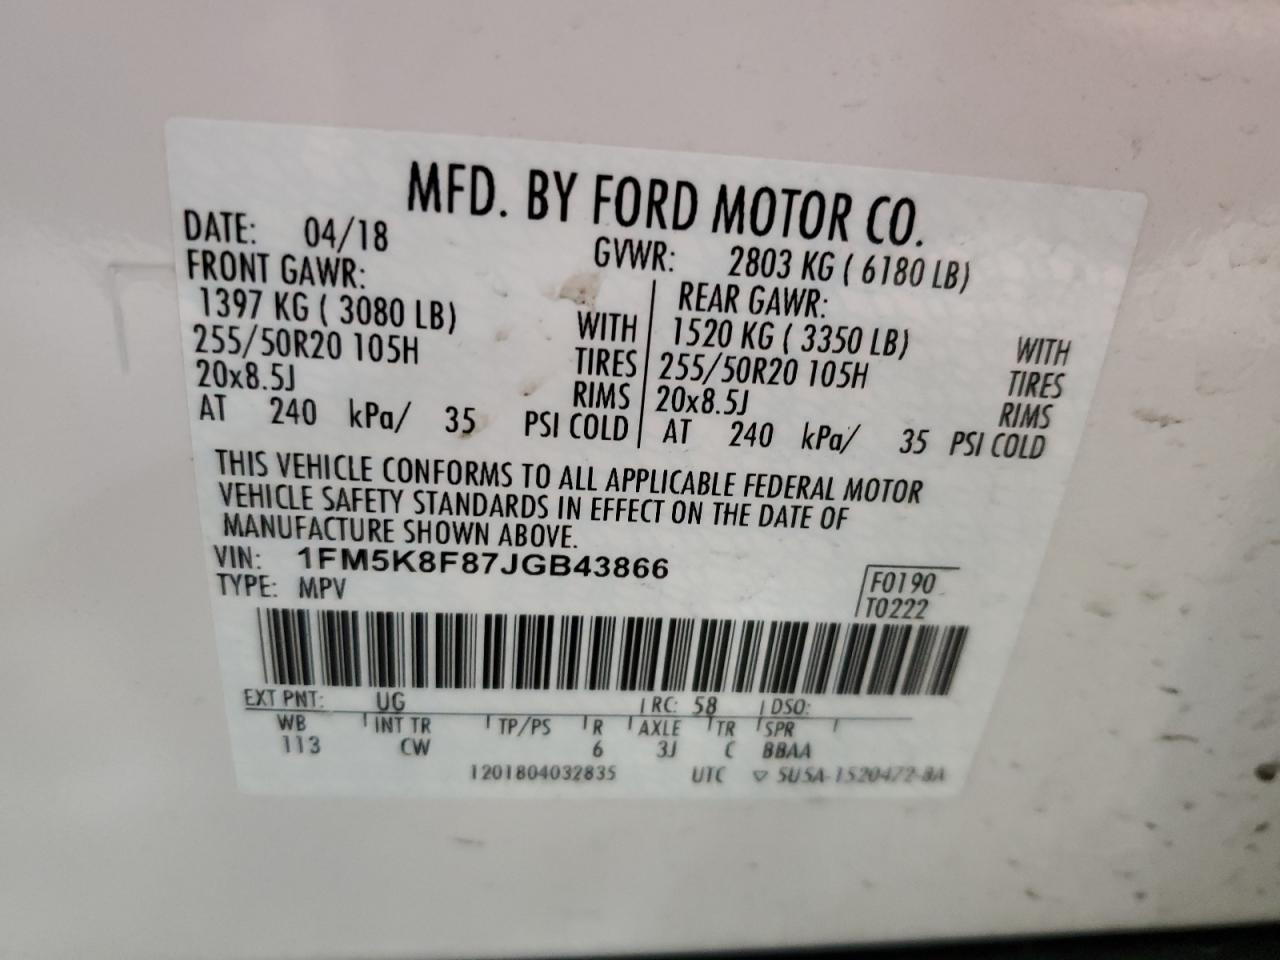 MFD. BY FORD MOTOR CO.
DATE: 04/18 GVWR: 2803 KG ( 6180 LB)
FRONT GAWR: REAR GAWR:
1397 KG ( 3080 LB) WITH 1520 KG ( 3350 LB) WITH
255/50R20 105H TIRES 255/50R20 105H TIRES
20x8.5J RIMS 20x8.5J RIMS
AT 240 kPa/ 35 PSI COLD AT 240 kPa/ 35 PSI COLD
THIS VEHICLE CONFORMS TO ALL APPLICABLE FEDERAL MOTOR
VEHICLE SAFETY STANDARDS IN EFFECT ON THE DATE OF
MANUFACTURE SHOWN ABOVE.
VIN: 1FM5K8F87JGB43866
TYPE: MPV F0190
T0222
EXT PNT: UG RC: 58 DSO:
WB INT TR TP/PS R AXLE TR SPR
113 CW 6 3J C BBAA
1201804032835 UTC ▽ 5U5A-1520472-BA